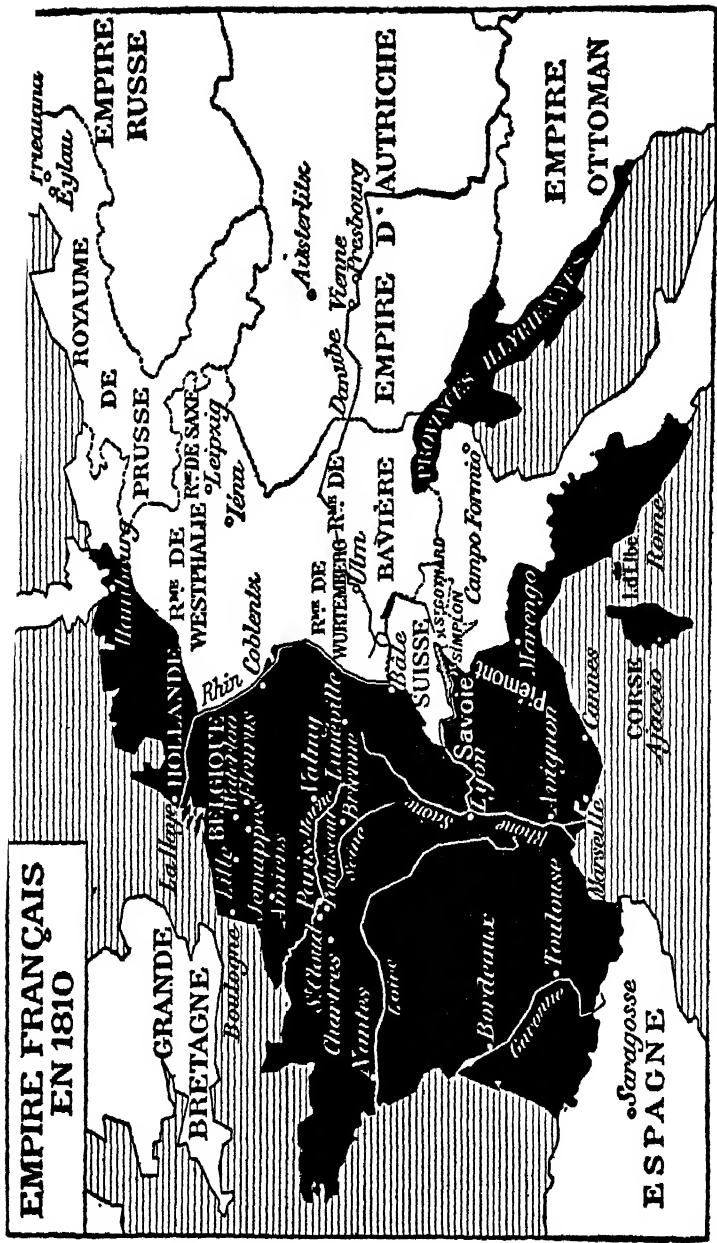 EMPIRE FRANÇAIS
EN 1810
GRANDE
BRETAGNE
La Haye
HOLLANDE
Hambourg
ROYAUME
DE
PRUSSE
Friedland
Eylau
EMPIRE
RUSSE
Boulogne
Lille
BELGIQUE
Waterloo
Jemappes
Fleurus
Amiens
Rhin
Coblentz
Rme DE
WESTPHALIE
Rme DE SAXE
Leipzig
Iéna
St Cloud
Paris
Marne
Valmy
Chartres
Brienne
Seine
Lunéville
Rme DE
WURTEMBERG
Ulm
Rme DE
BAVIÈRE
Danube
Vienne
Presbourg
Austerlitz
EMPIRE D'AUTRICHE
Nantes
Loire
Saône
Bâle
SUISSE
St GOTHARD
SIMPLON
Campo Formio
PROVINCES ILLYRIENNES
EMPIRE
OTTOMAN
Bordeaux
Garonne
Toulouse
Lyon
Savoie
Piémont
Marengo
Rhône
Avignon
Marseille
Cannes
CORSE
Ajaccio
I. d'Elbe
Rome
Saragosse
ESPAGNE